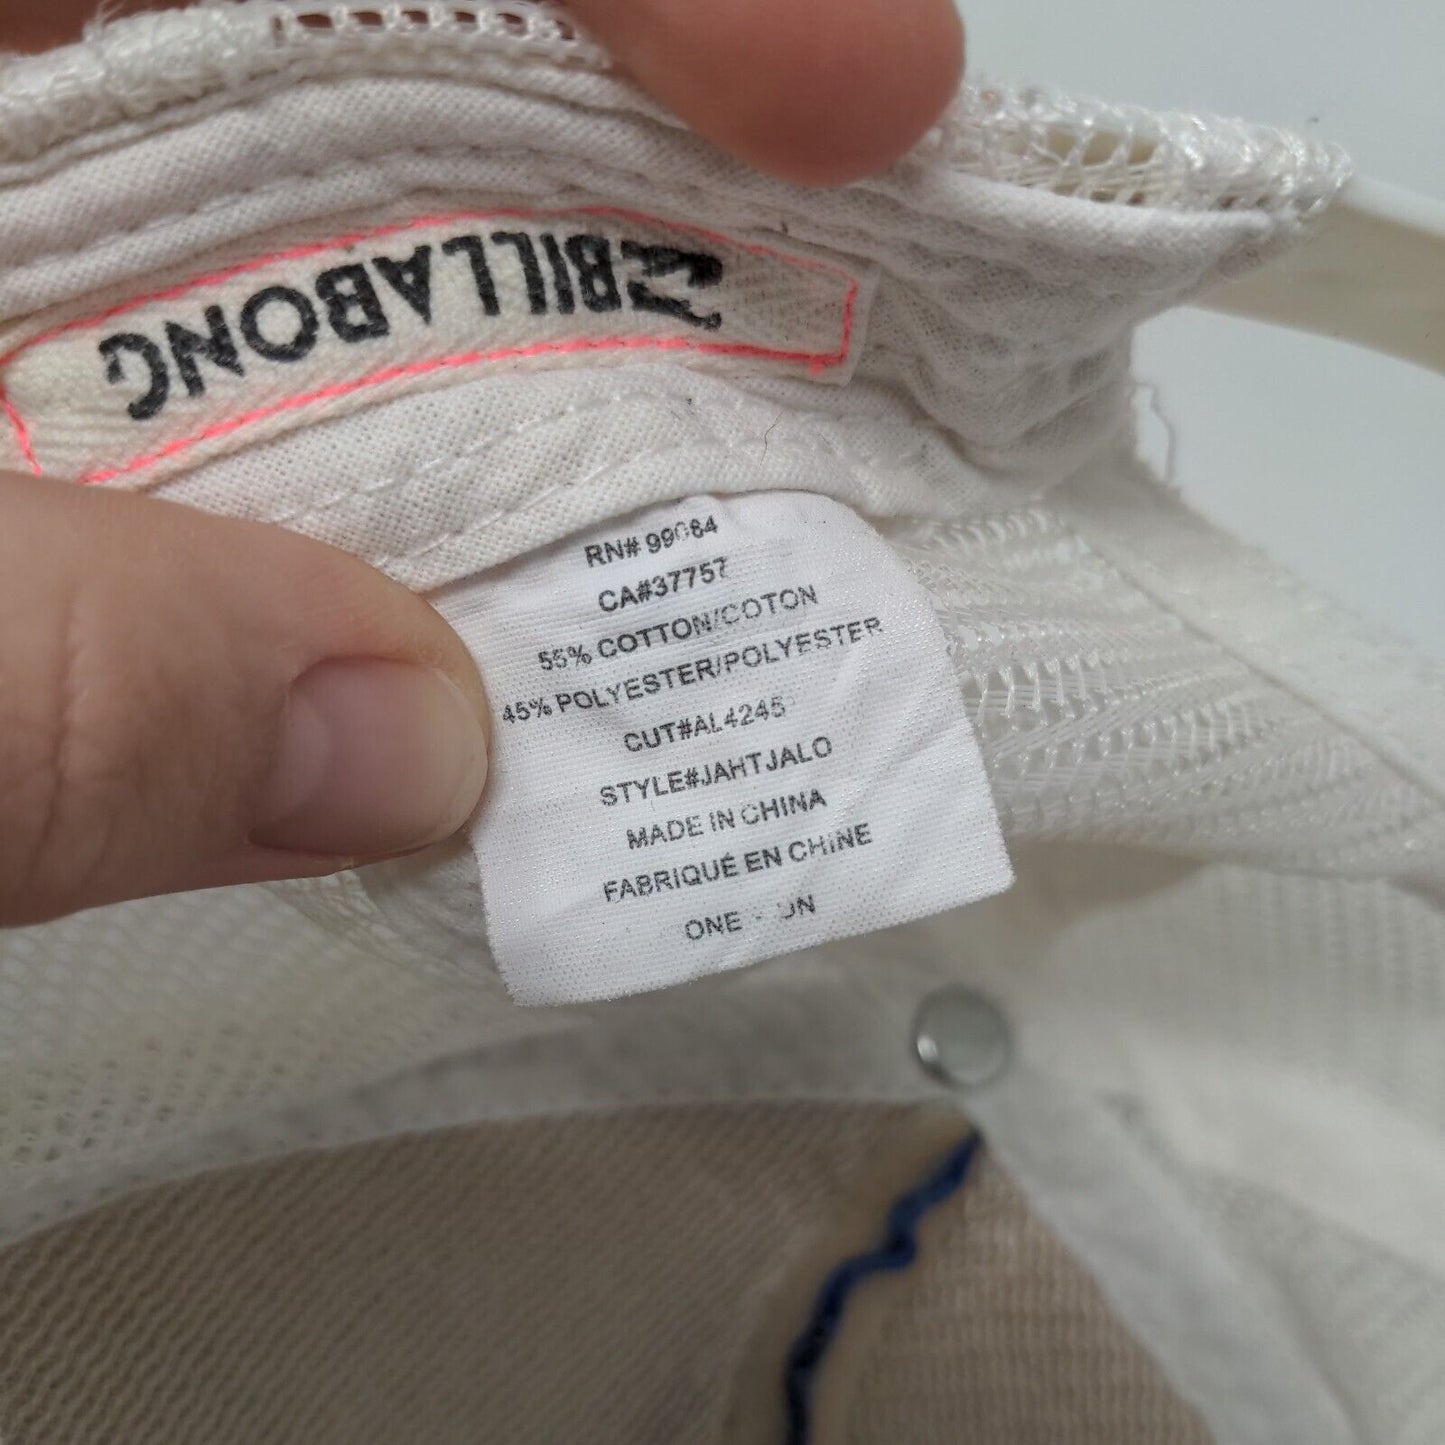 BILLABONG
RN# 99084
CA#37757
55% COTTON/COTON
45% POLYESTER/POLYESTER
CUT#AL4245
STYLE#JAHTJALO
MADE IN CHINA
FABRIQUÉ EN CHINE
ONE